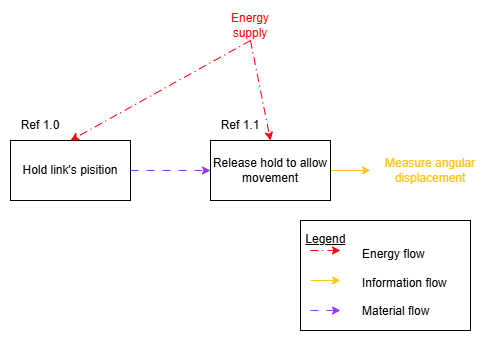 Energy
supply
Ref 1.0
Ref 1.1
Hold link's pisition
Release hold to allow
movement
Measure angular
displacement
Legend
Energy flow
Information flow
Material flow